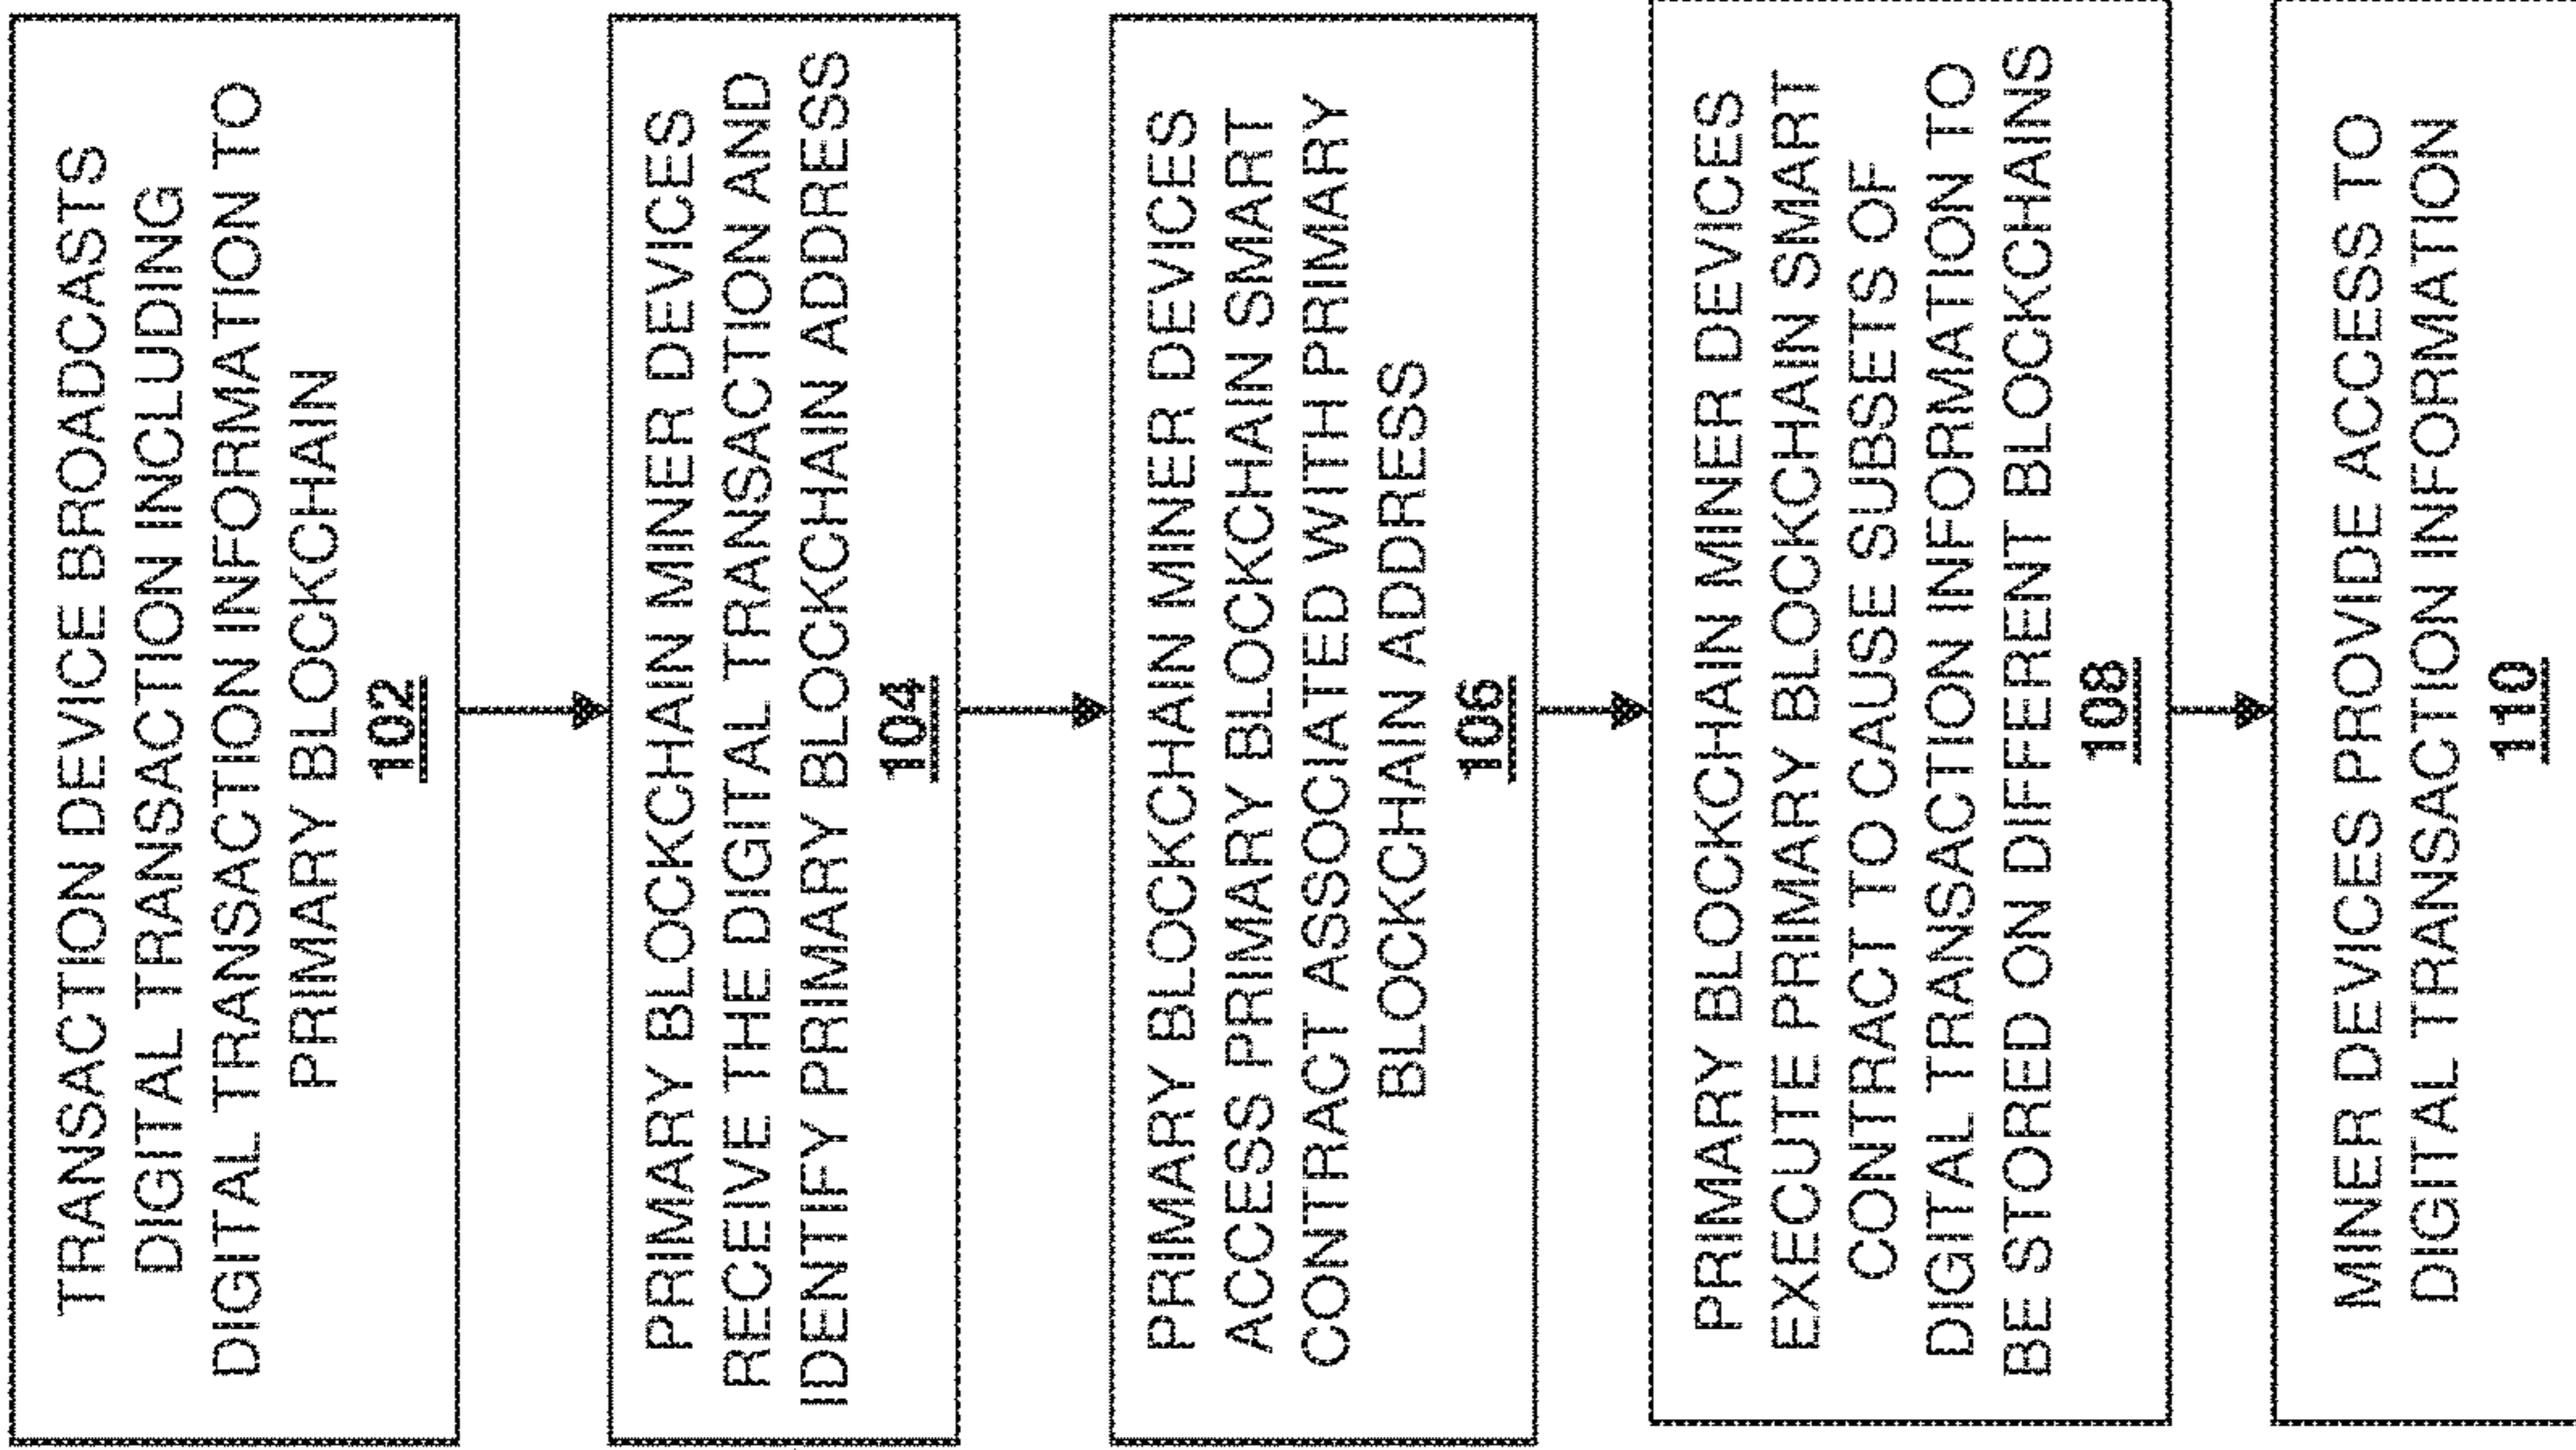 TRANSACTION DEVICE BROADCASTS
DIGITAL TRANSACTION INCLUDING
DIGITAL TRANSACTION INFORMATION TO
PRIMARY BLOCKCHAIN
102
PRIMARY BLOCKCHAIN MINER DEVICES
RECEIVE THE DIGITAL TRANSACTION AND
IDENTIFY PRIMARY BLOCKCHAIN ADDRESS
104
PRIMARY BLOCKCHAIN MINER DEVICES
ACCESS PRIMARY BLOCKCHAIN SMART
CONTRACT ASSOCIATED WITH PRIMARY
BLOCKCHAIN ADDRESS
106
PRIMARY BLOCKCHAIN MINER DEVICES
EXECUTE PRIMARY BLOCKCHAIN SMART
CONTRACT TO CAUSE SUBSETS OF
DIGITAL TRANSACTION INFORMATION TO
BE STORED ON DIFFERENT BLOCKCHAINS
108
MINER DEVICES PROVIDE ACCESS TO
DIGITAL TRANSACTION INFORMATION
110